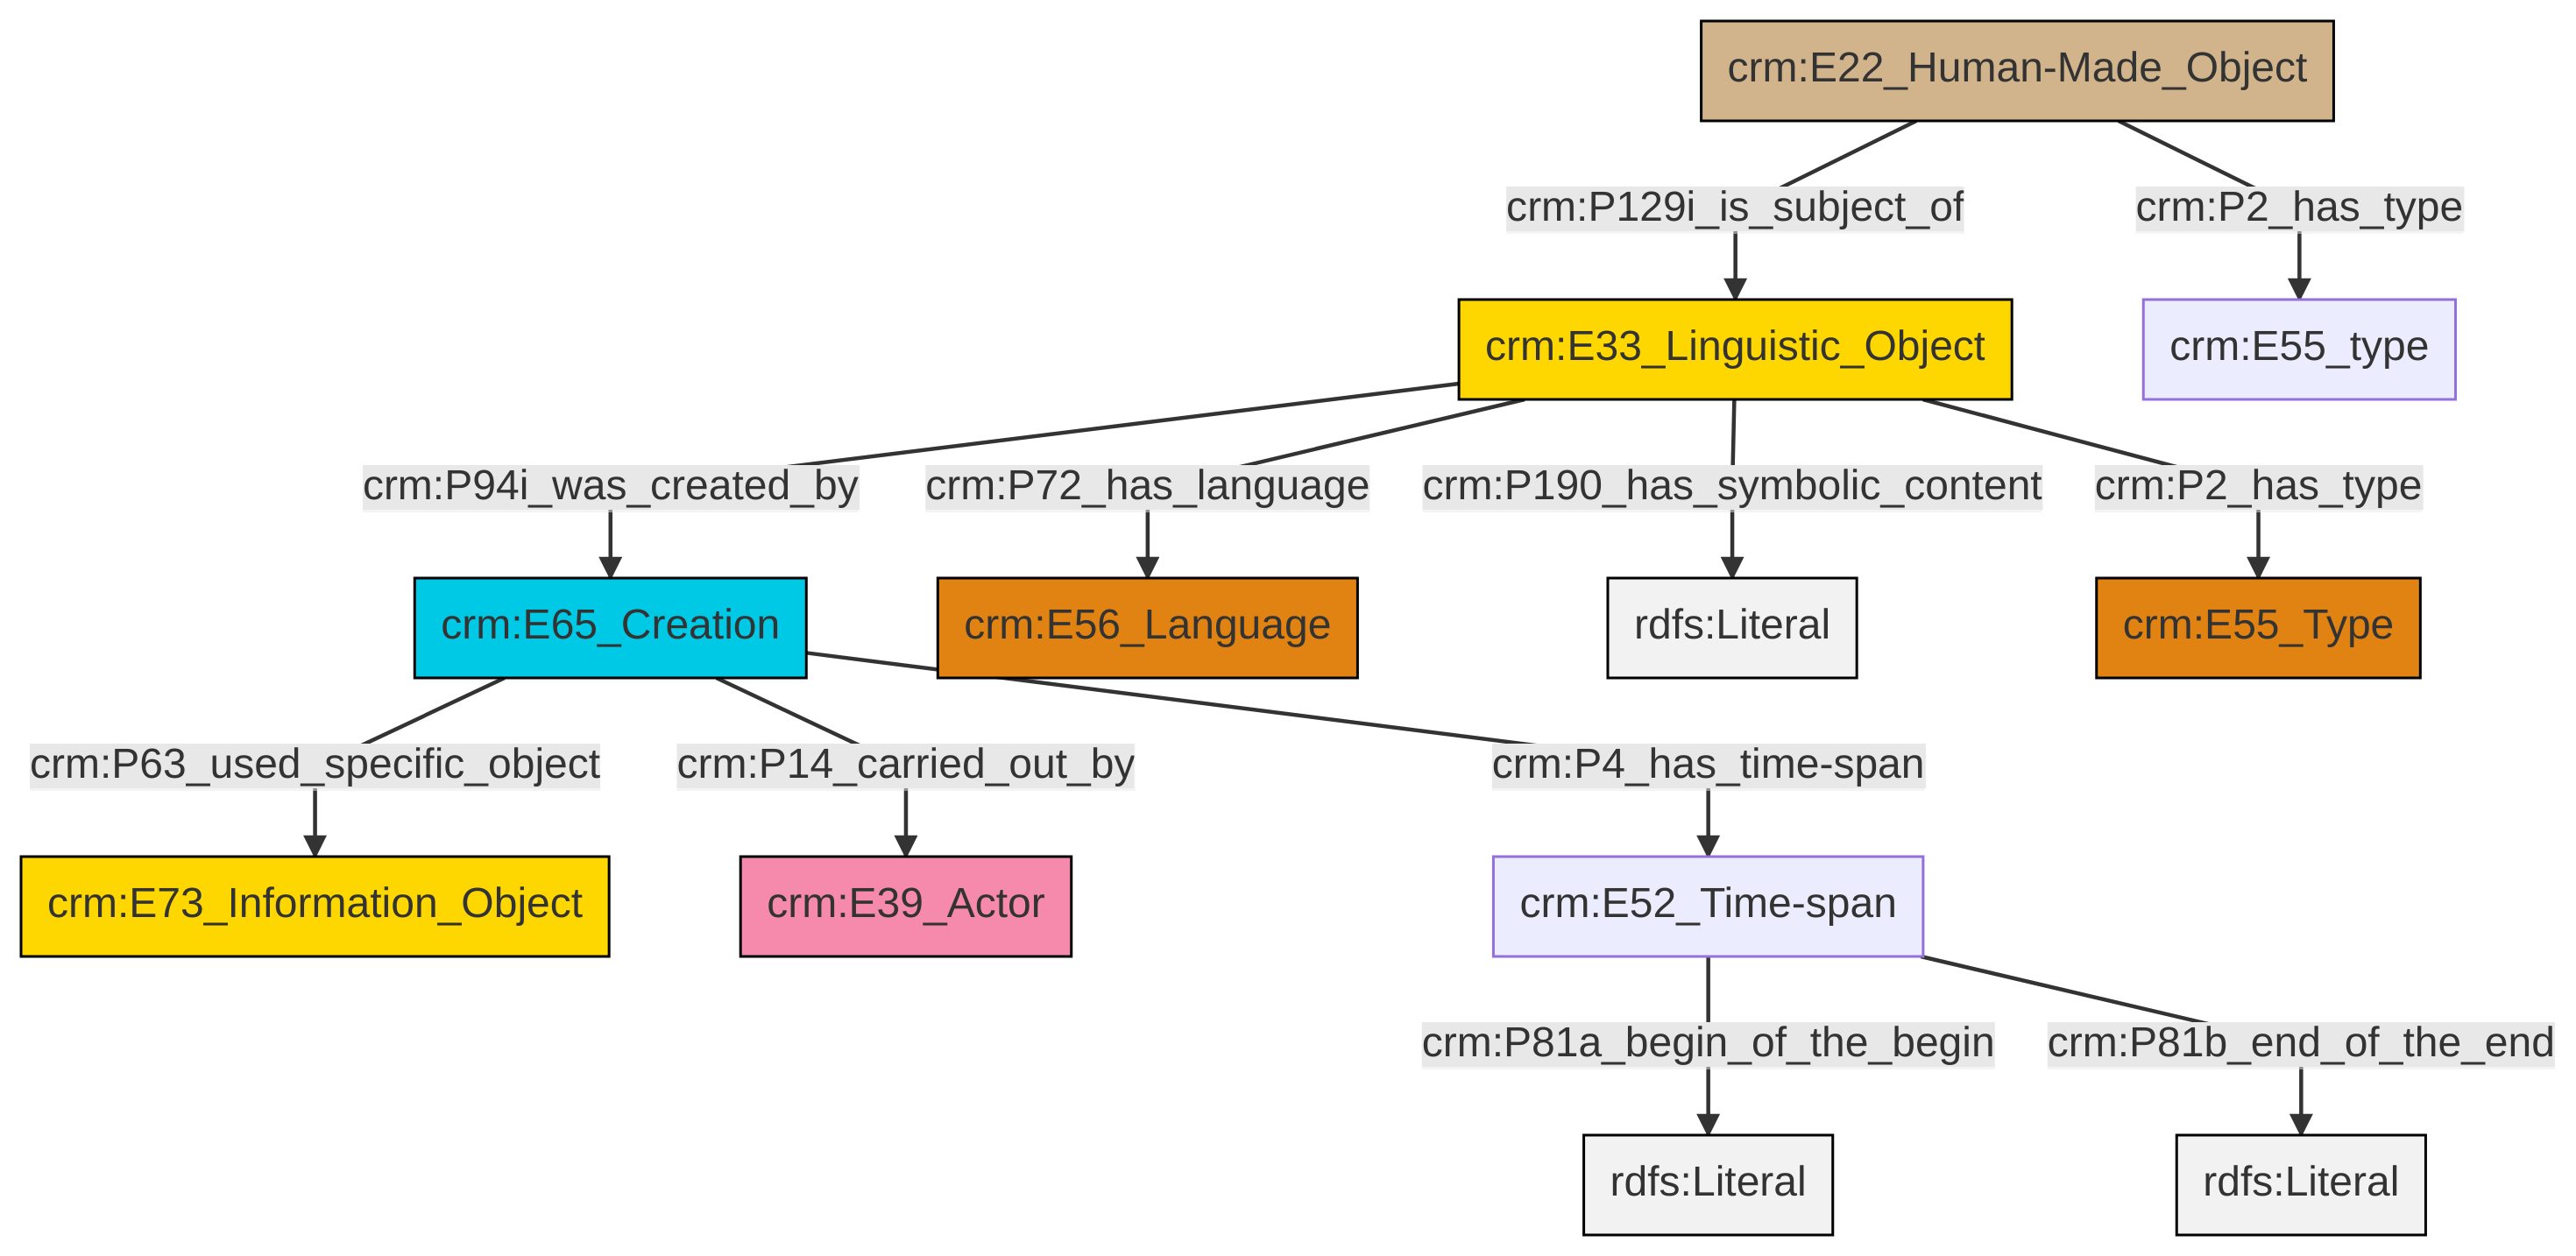 crm:E22_Human-Made_Object
crm:P129i_is_subject_of
crm:P2_has_type
crm:E33_Linguistic_Object
crm:E55_type
crm:P94i_was_created_by
crm:P72_has_language
crm:P190_has_symbolic_content
crm:P2_has_type
crm:E65_Creation
crm:E56_Language
rdfs:Literal
crm:E55_Type
crm:P63_used_specific_object
crm:P14_carried_out_by
crm:P4_has_time-span
crm:E73_Information_Object
crm:E39_Actor
crm:E52_Time-span
crm:P81a_begin_of_the_begin
crm:P81b_end_of_the_end
rdfs:Literal
rdfs:Literal